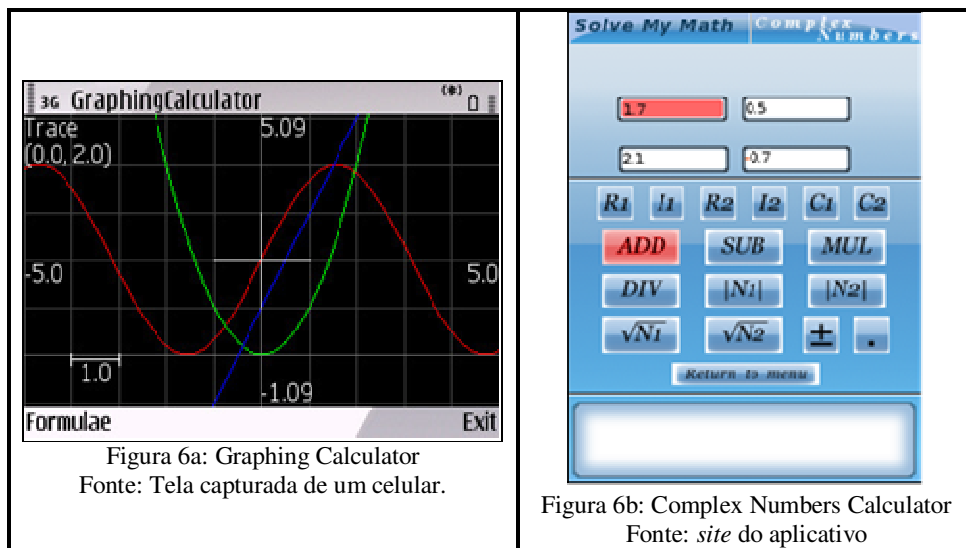 3G GraphingCalculator
Trace
(0.0, 2.0)
5.09
-5.0
5.0
1.0
-1.09
Formulae
Exit
Figura 6a: Graphing Calculator
Fonte: Tela capturada de um celular.
Solve My Math
Complex
Numbers
1.7
0.5
2.1
-0.7
R1 I1 R2 I2 C1 C2
ADD SUB MUL
DIV |N1| |N2|
√N1 √N2 ± .
Return to menu
Figura 6b: Complex Numbers Calculator
Fonte: site do aplicativo